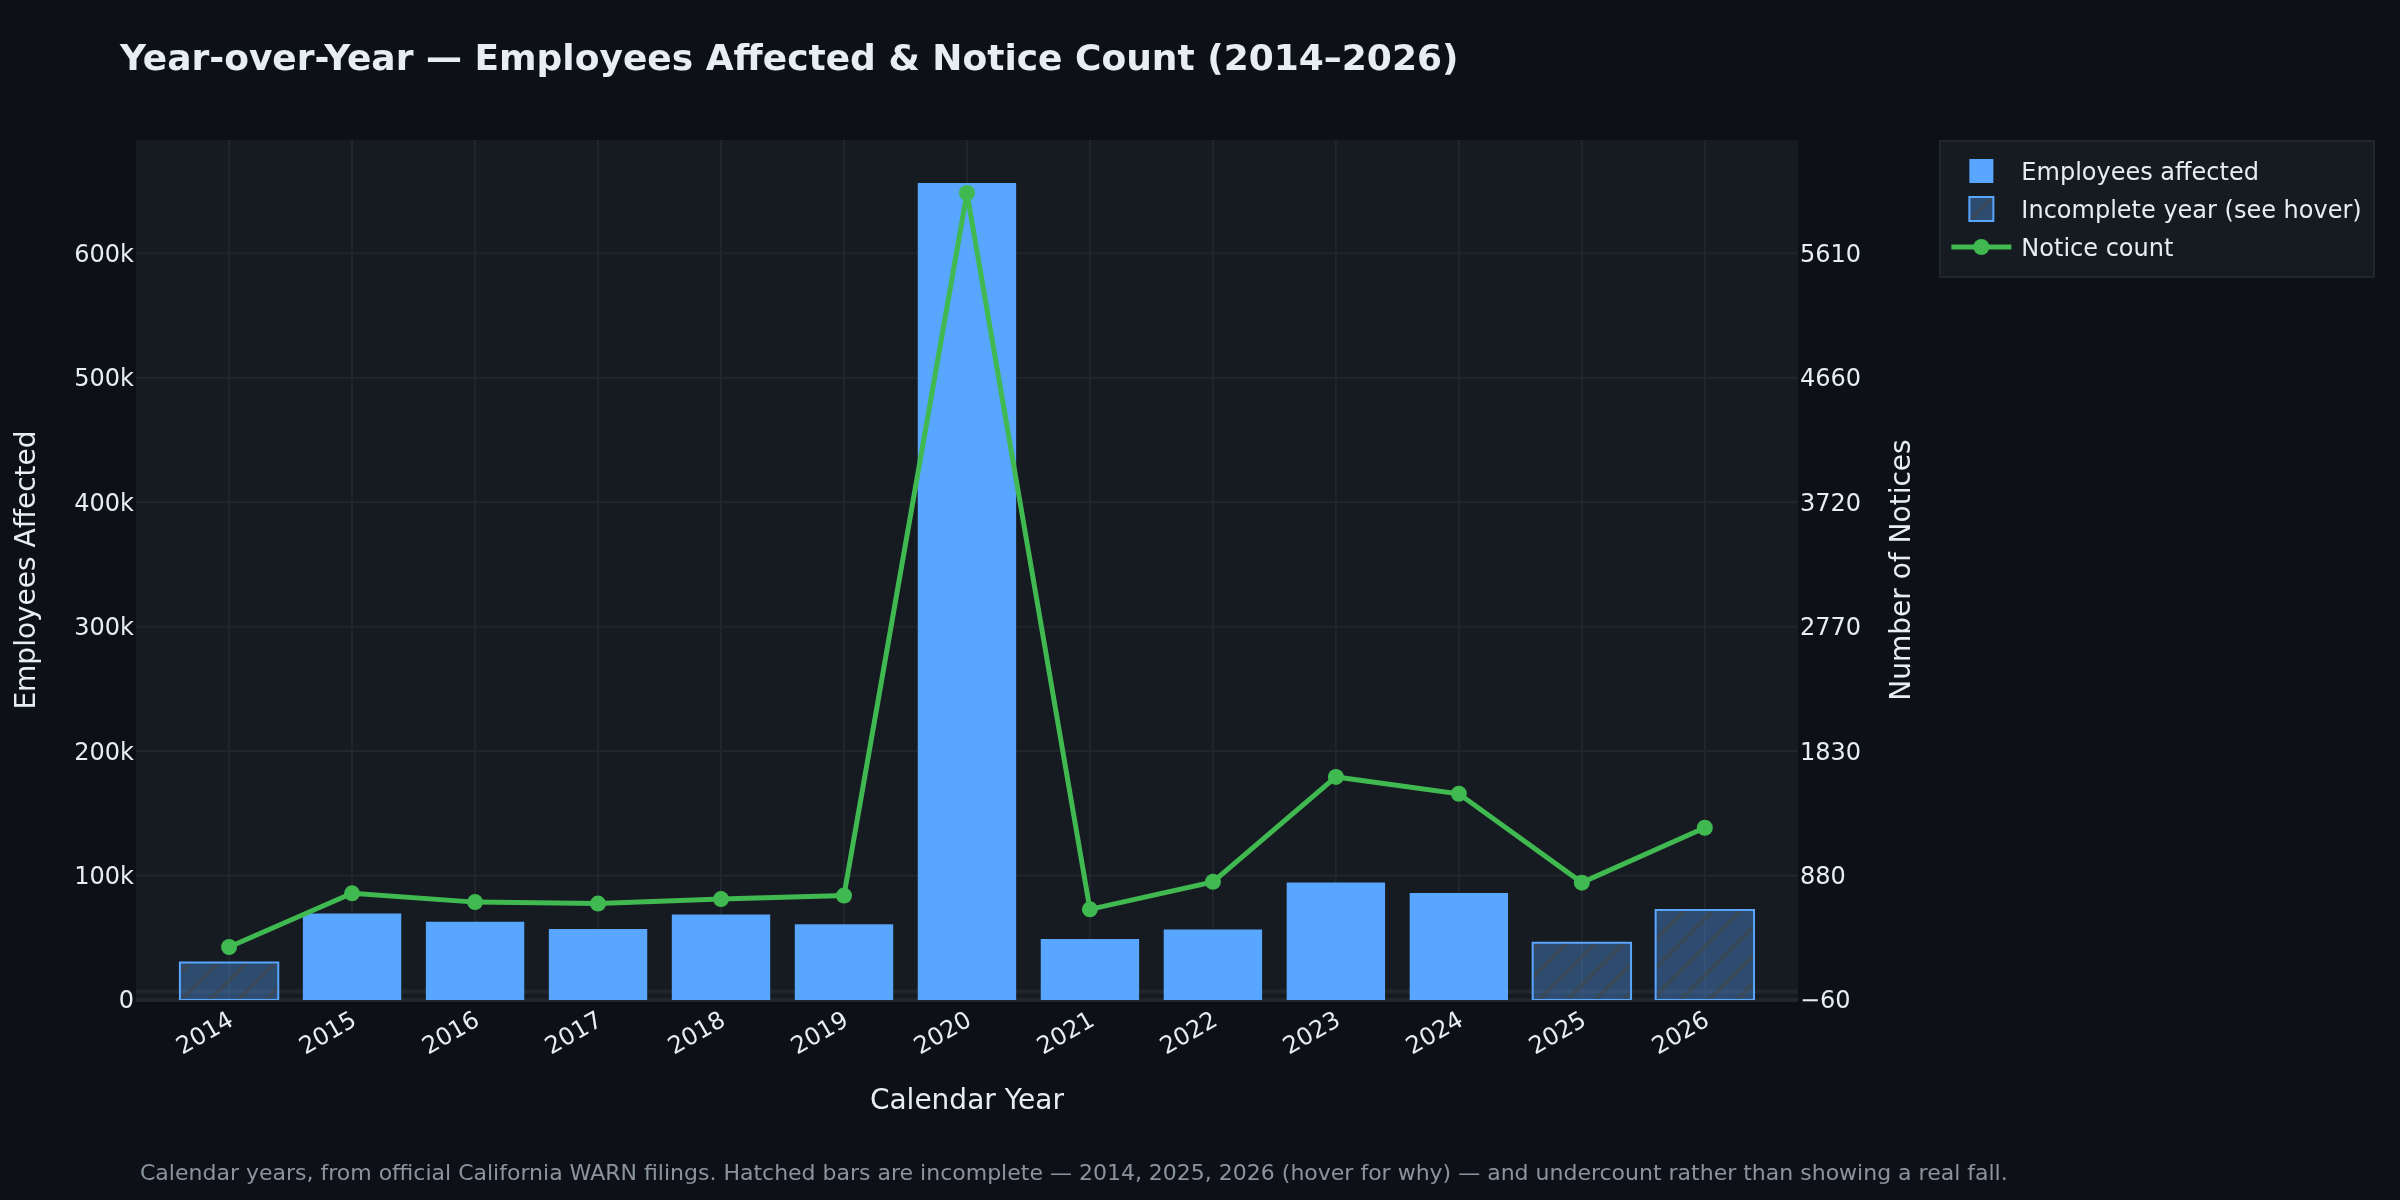 Year-over-Year — Employees Affected & Notice Count (2014–2026)
Employees affected
Incomplete year (see hover)
Notice count
Employees Affected
600k
500k
400k
300k
200k
100k
0
5610
4660
3720
2770
1830
880
−60
Number of Notices
2014
2015
2016
2017
2018
2019
2020
2021
2022
2023
2024
2025
2026
Calendar Year
Calendar years, from official California WARN filings. Hatched bars are incomplete — 2014, 2025, 2026 (hover for why) — and undercount rather than showing a real fall.